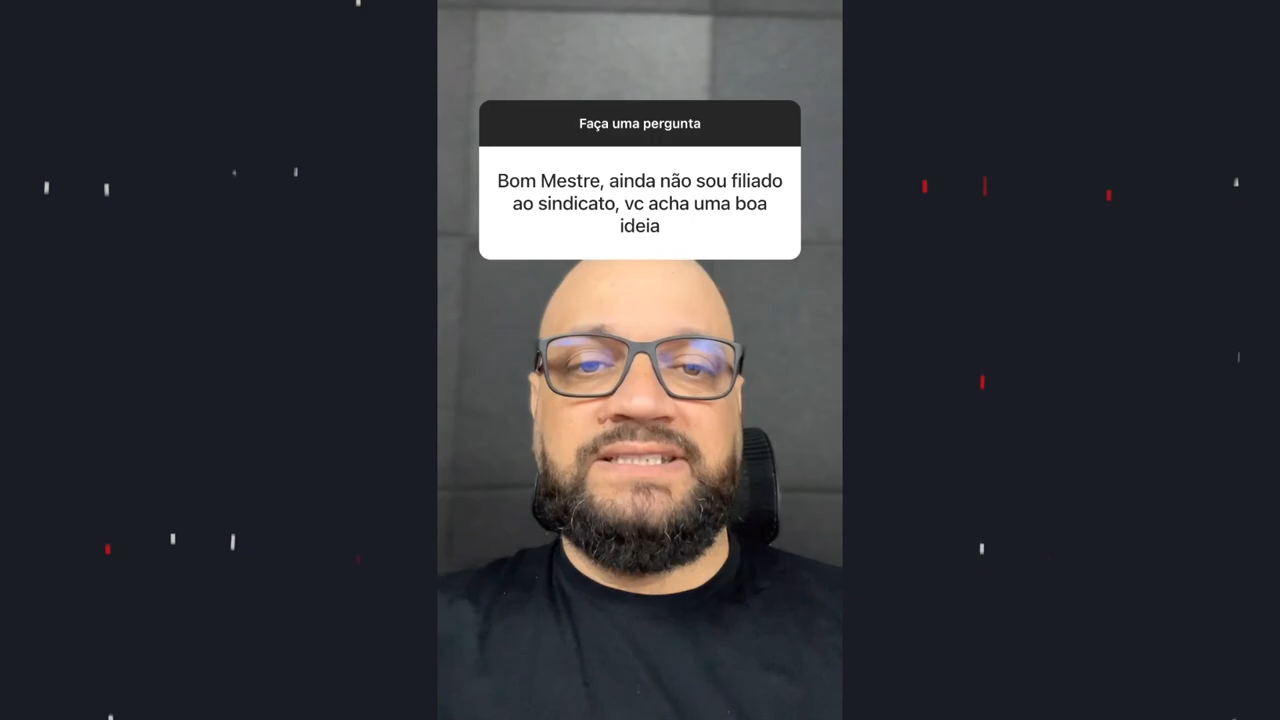 Faça uma pergunta
Bom Mestre, ainda não sou filiado
ao sindicato, vc acha uma boa
ideia